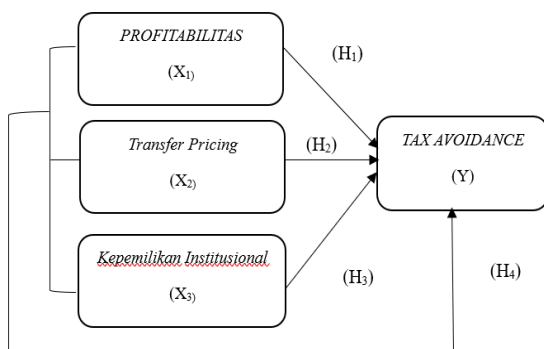 PROFITABILITAS
(X1)
(H1)
Transfer Pricing
(X2)
(H2)
TAX AVOIDANCE
(Y)
Kepemilikan Institusional
(X3)
(H3)
(H4)